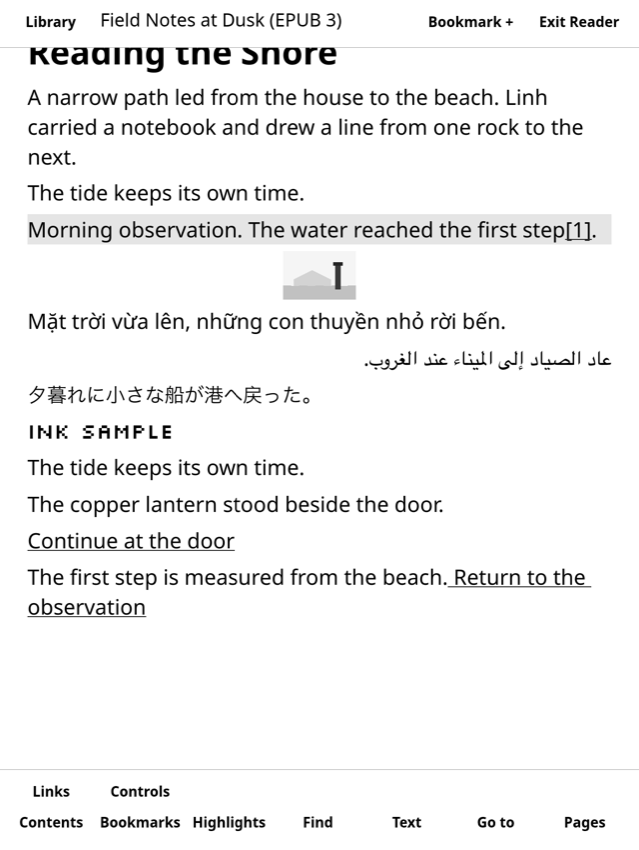 Library Field Notes at Dusk (EPUB 3) Bookmark + Exit Reader
Reading the Shore
A narrow path led from the house to the beach. Linh
carried a notebook and drew a line from one rock to the
next.
The tide keeps its own time.
Morning observation. The water reached the first step[1].
Mặt trời vừa lên, những con thuyền nhỏ rời bến.
عاد الصياد إلى الميناء عند الغروب.
夕暮れに小さな船が港へ戻った。
INK SAMPLE
The tide keeps its own time.
The copper lantern stood beside the door.
Continue at the door
The first step is measured from the beach. Return to the
observation
Links Controls
Contents Bookmarks Highlights Find Text Go to Pages